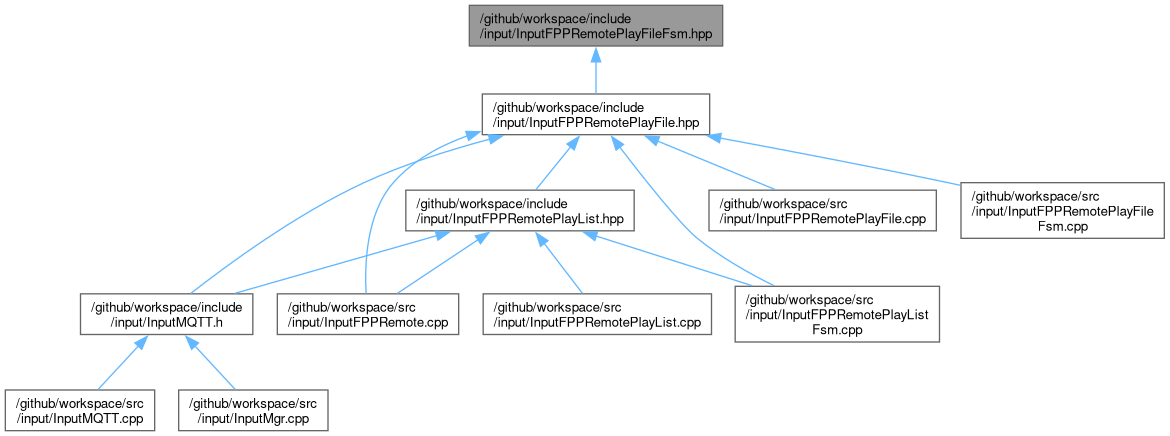 /github/workspace/include
/input/InputFPPRemotePlayFileFsm.hpp
/github/workspace/include
/input/InputFPPRemotePlayFile.hpp
/github/workspace/include
/input/InputFPPRemotePlayList.hpp
/github/workspace/src
/input/InputFPPRemotePlayFile.cpp
/github/workspace/src
/input/InputFPPRemotePlayFile
Fsm.cpp
/github/workspace/include
/input/InputMQTT.h
/github/workspace/src
/input/InputFPPRemote.cpp
/github/workspace/src
/input/InputFPPRemotePlayList.cpp
/github/workspace/src
/input/InputFPPRemotePlayList
Fsm.cpp
/github/workspace/src
/input/InputMQTT.cpp
/github/workspace/src
/input/InputMgr.cpp